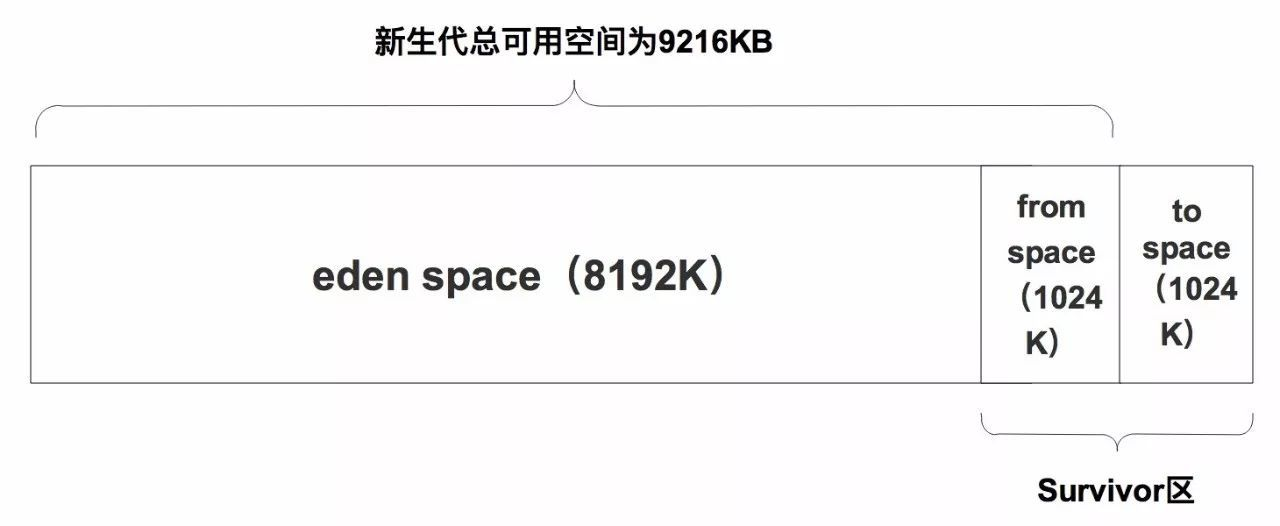 新生代总可用空间为9216KB
eden space（8192K）
from
space
（1024
K）
to
space
（1024
K）
Survivor区